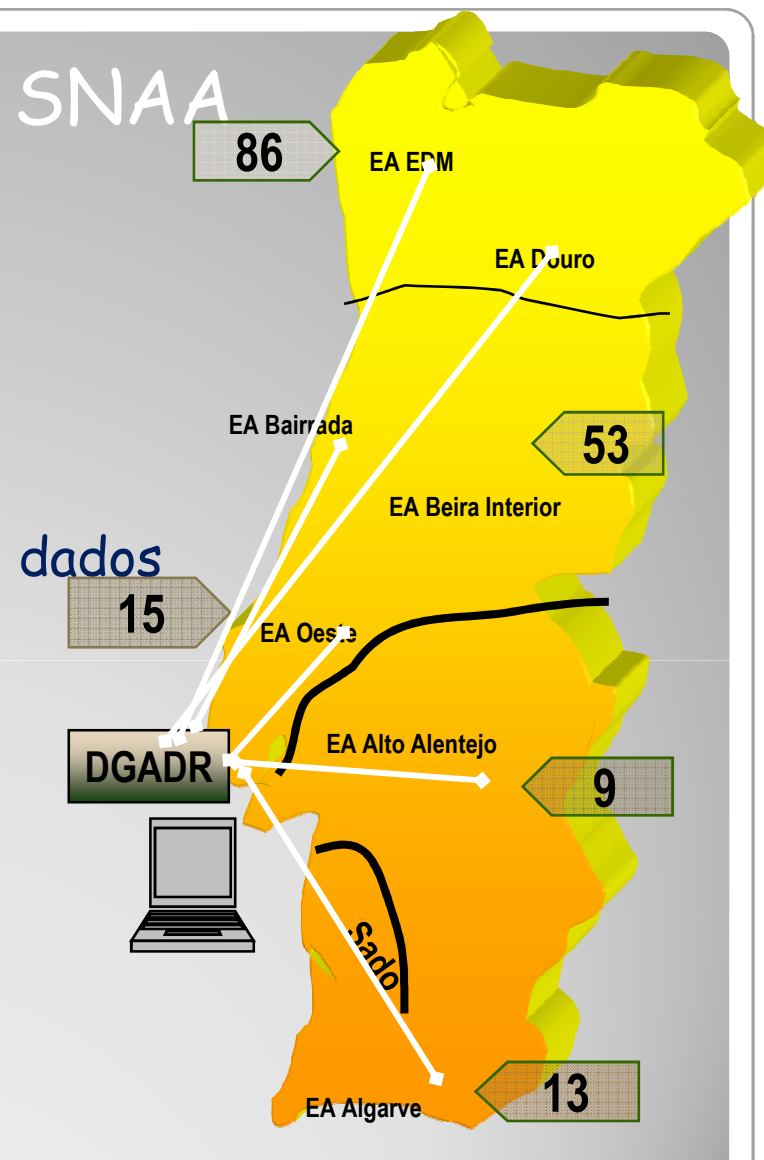 SNAA
86
EA EDM
EA Douro
EA Bairrada
53
EA Beira Interior
dados
15
EA Oeste
EA Alto Alentejo
DGADR
9
Sado
13
EA Algarve